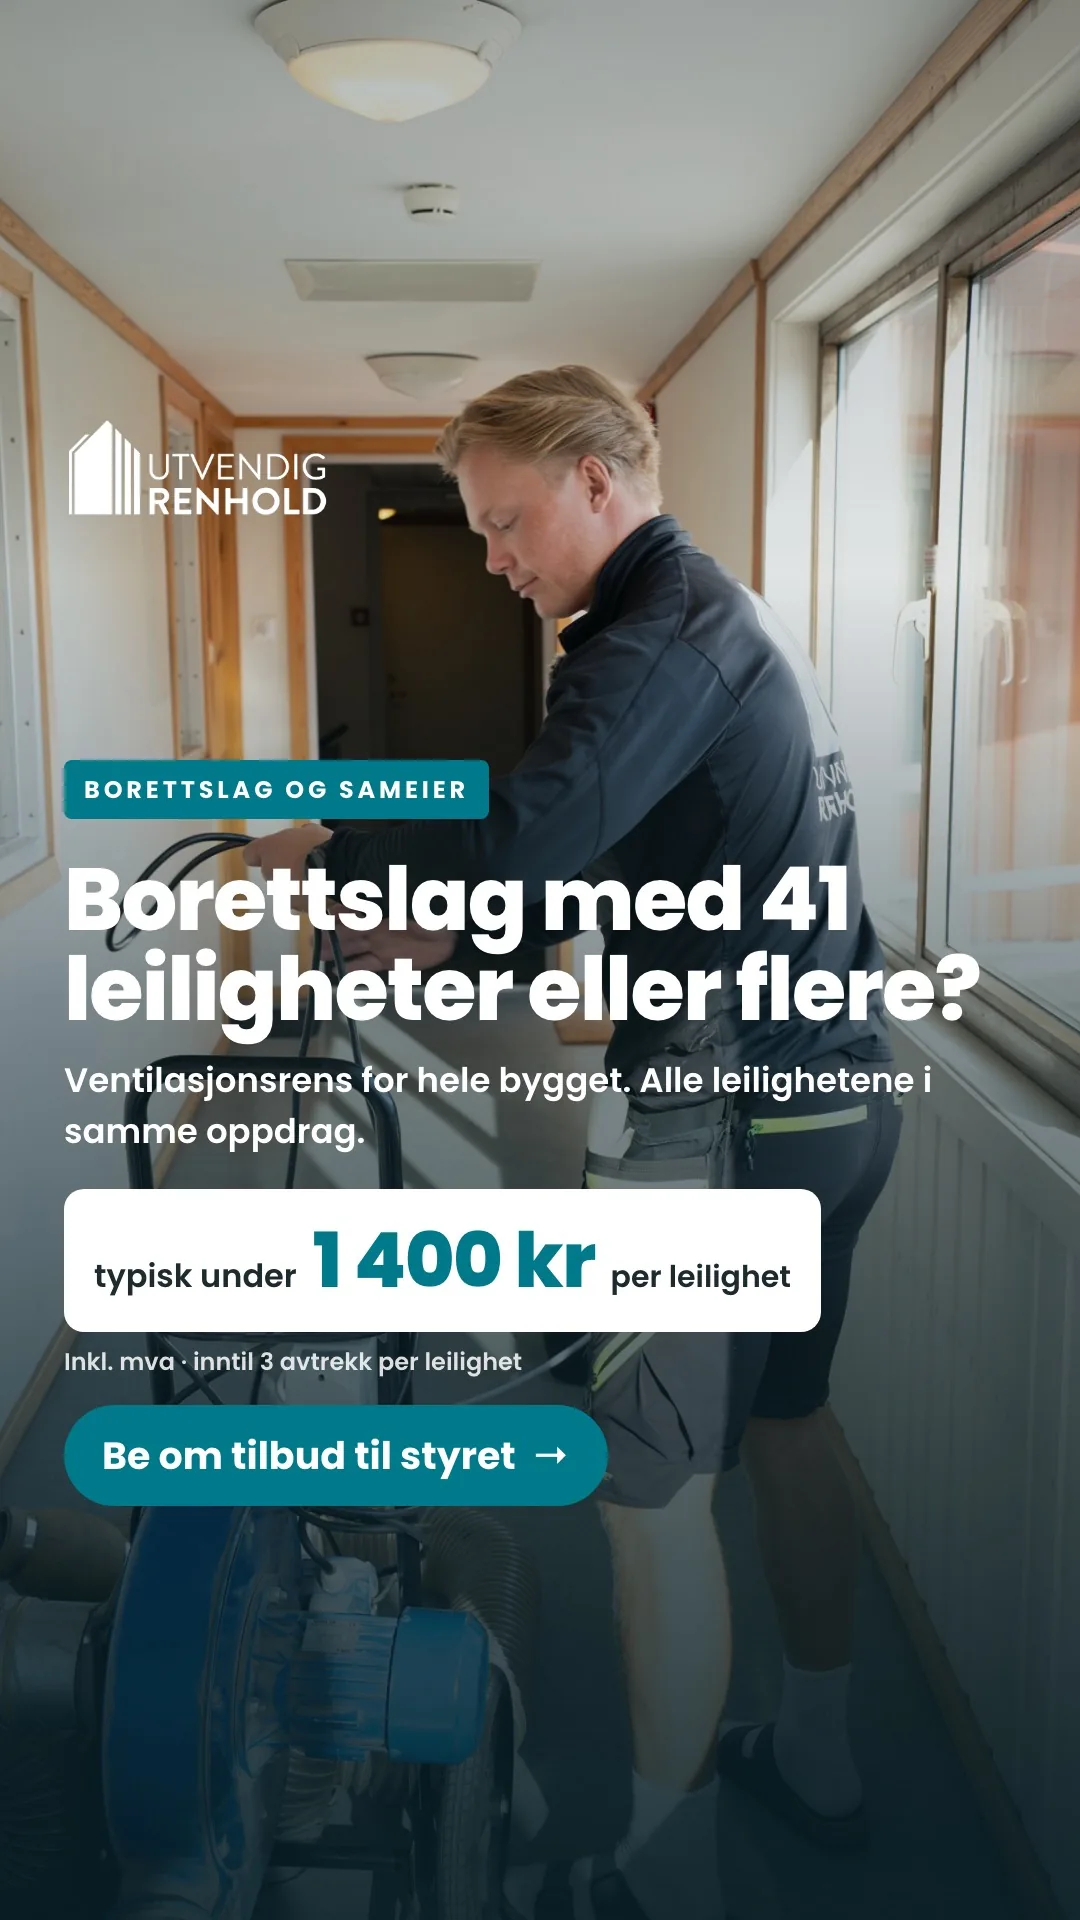 UTVENDIG
RENHOLD
BORETTSLAG OG SAMEIER
Borettslag med 41
leiligheter eller flere?
Ventilasjonsrens for hele bygget. Alle leilighetene i
samme oppdrag.
typisk under 1 400 kr per leilighet
Inkl. mva · inntil 3 avtrekk per leilighet
Be om tilbud til styret →